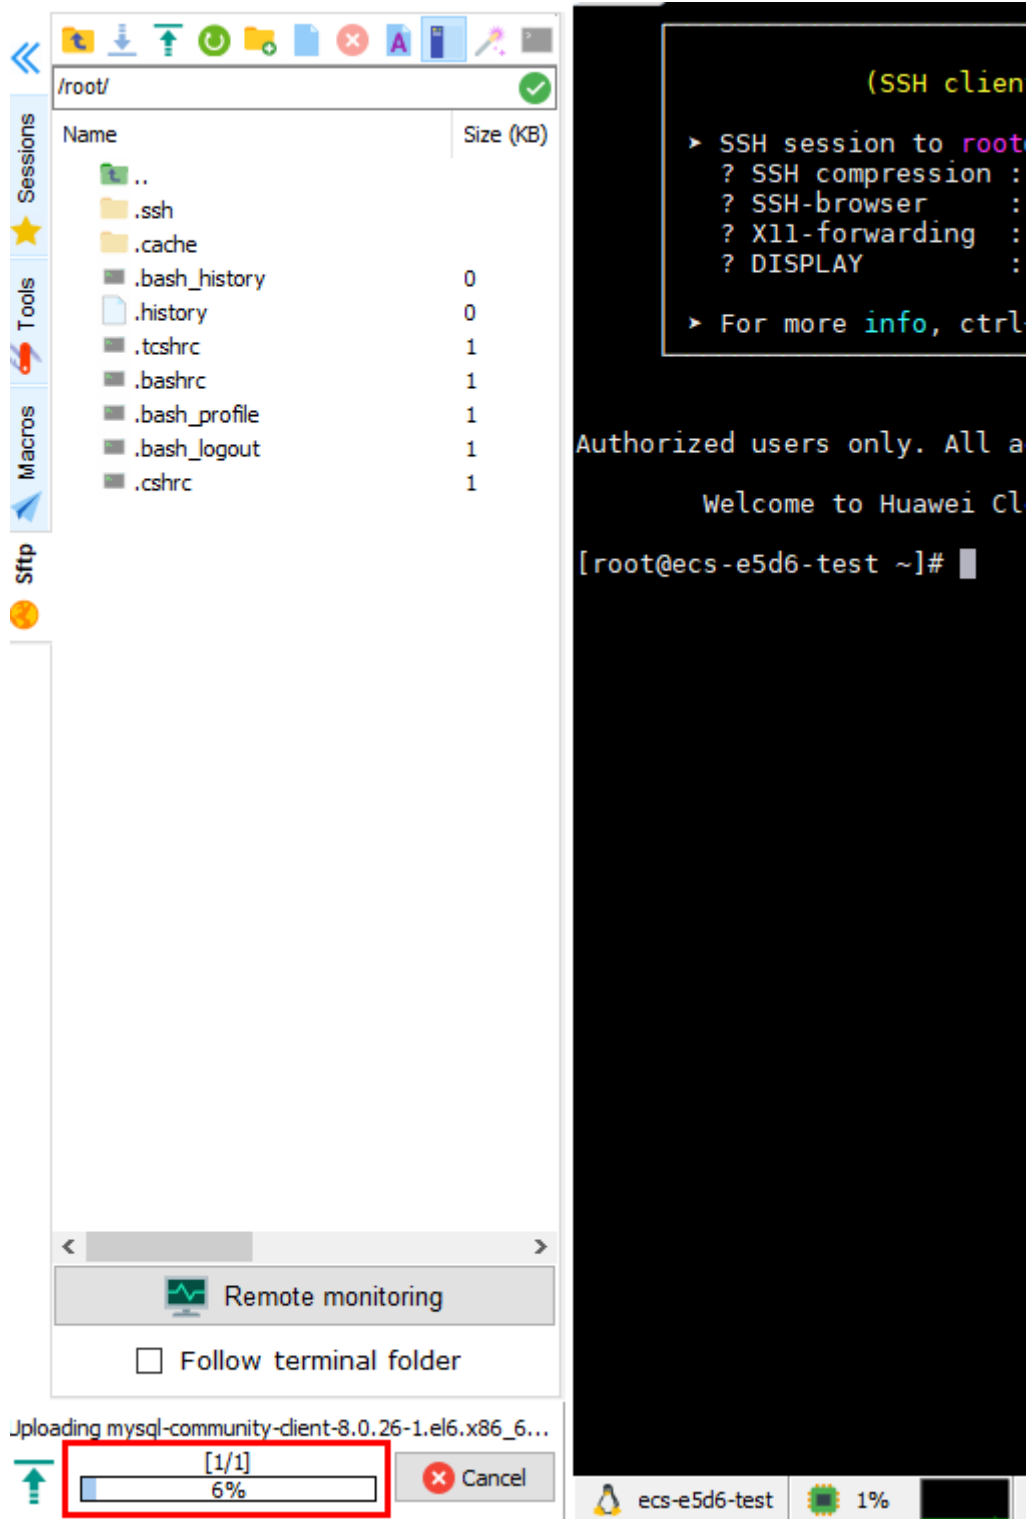 /root/
Name Size (KB)
..
.ssh
.cache
.bash_history 0
.history 0
.tcshrc 1
.bashrc 1
.bash_profile 1
.bash_logout 1
.cshrc 1
Sessions
Tools
Macros
Sftp
Remote monitoring
Follow terminal folder
Uploading mysql-community-client-8.0.26-1.el6.x86_6...
[1/1]
6%
Cancel
(SSH clien
➤ SSH session to root
? SSH compression :
? SSH-browser :
? X11-forwarding :
? DISPLAY :
➤ For more info, ctrl
Authorized users only. All a
Welcome to Huawei Cl
[root@ecs-e5d6-test ~]#
ecs-e5d6-test 1%